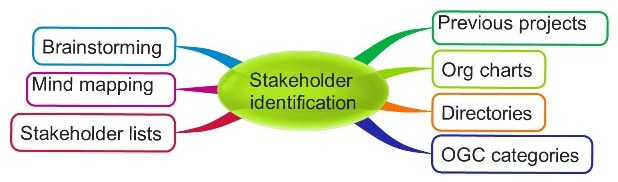 Brainstorming
Mind mapping
Stakeholder lists
Stakeholder
identification
Previous projects
Org charts
Directories
OGC categories